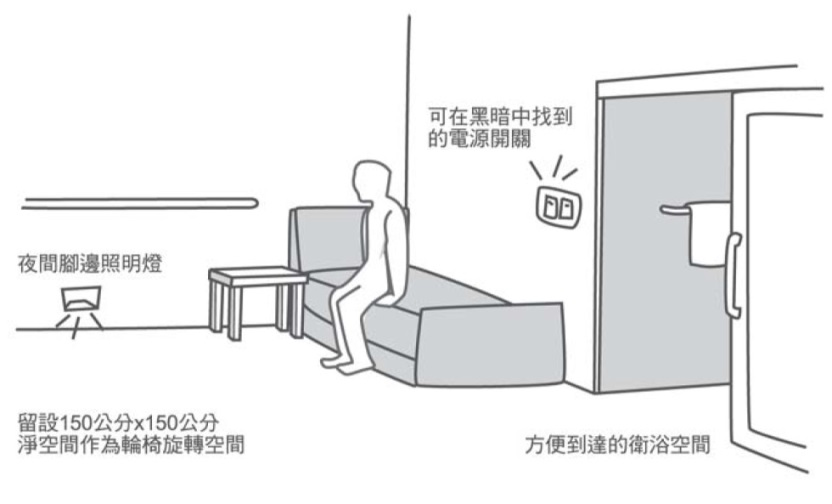 可在黑暗中找到
的電源開關
夜間腳邊照明燈
留設150公分x150公分
淨空間作為輪椅旋轉空間
方便到達的衛浴空間